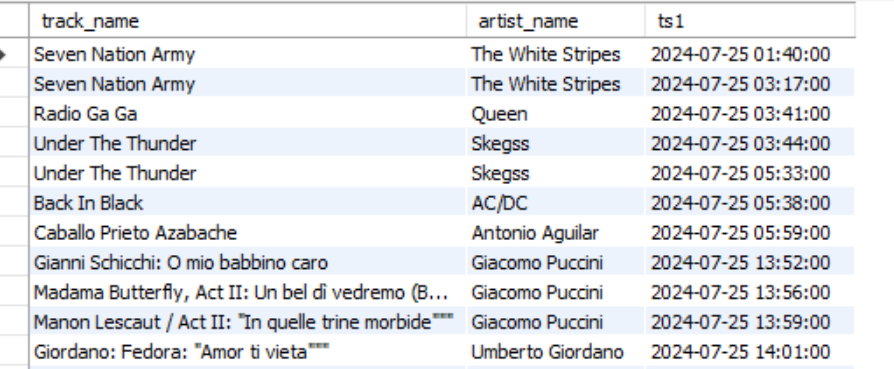 track_name artist_name ts1
Seven Nation Army The White Stripes 2024-07-25 01:40:00
Seven Nation Army The White Stripes 2024-07-25 03:17:00
Radio Ga Ga Queen 2024-07-25 03:41:00
Under The Thunder Skegss 2024-07-25 03:44:00
Under The Thunder Skegss 2024-07-25 05:33:00
Back In Black AC/DC 2024-07-25 05:38:00
Caballo Prieto Azabache Antonio Aguilar 2024-07-25 05:59:00
Gianni Schicchi: O mio babbino caro Giacomo Puccini 2024-07-25 13:52:00
Madama Butterfly, Act II: Un bel dì vedremo (B... Giacomo Puccini 2024-07-25 13:56:00
Manon Lescaut / Act II: "In quelle trine morbide""" Giacomo Puccini 2024-07-25 13:59:00
Giordano: Fedora: "Amor ti vieta""" Umberto Giordano 2024-07-25 14:01:00